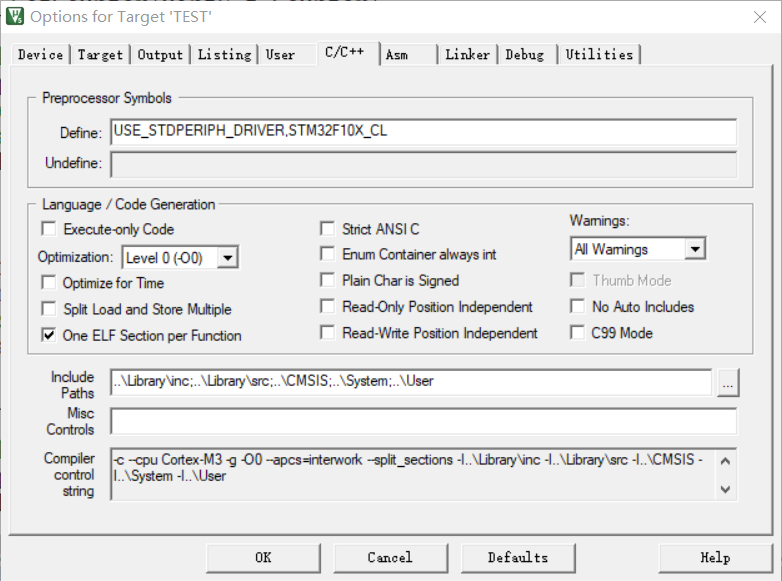 Options for Target 'TEST'
Device Target Output Listing User C/C++ Asm Linker Debug Utilities
Preprocessor Symbols
Define: USE_STDPERIPH_DRIVER,STM32F10X_CL
Undefine:
Language / Code Generation
Execute-only Code
Optimization: Level 0 (-O0)
Optimize for Time
Split Load and Store Multiple
One ELF Section per Function
Strict ANSI C
Enum Container always int
Plain Char is Signed
Read-Only Position Independent
Read-Write Position Independent
Warnings:
All Warnings
Thumb Mode
No Auto Includes
C99 Mode
Include
Paths
..\Library\inc;..\Library\src;..\CMSIS;..\System;..\User
...
Misc
Controls
Compiler
control
string
-c --cpu Cortex-M3 -g -O0 --apcs=interwork --split_sections -I..\Library\inc -I..\Library\src -I..\CMSIS -
I..\System -I..\User
OK Cancel Defaults Help